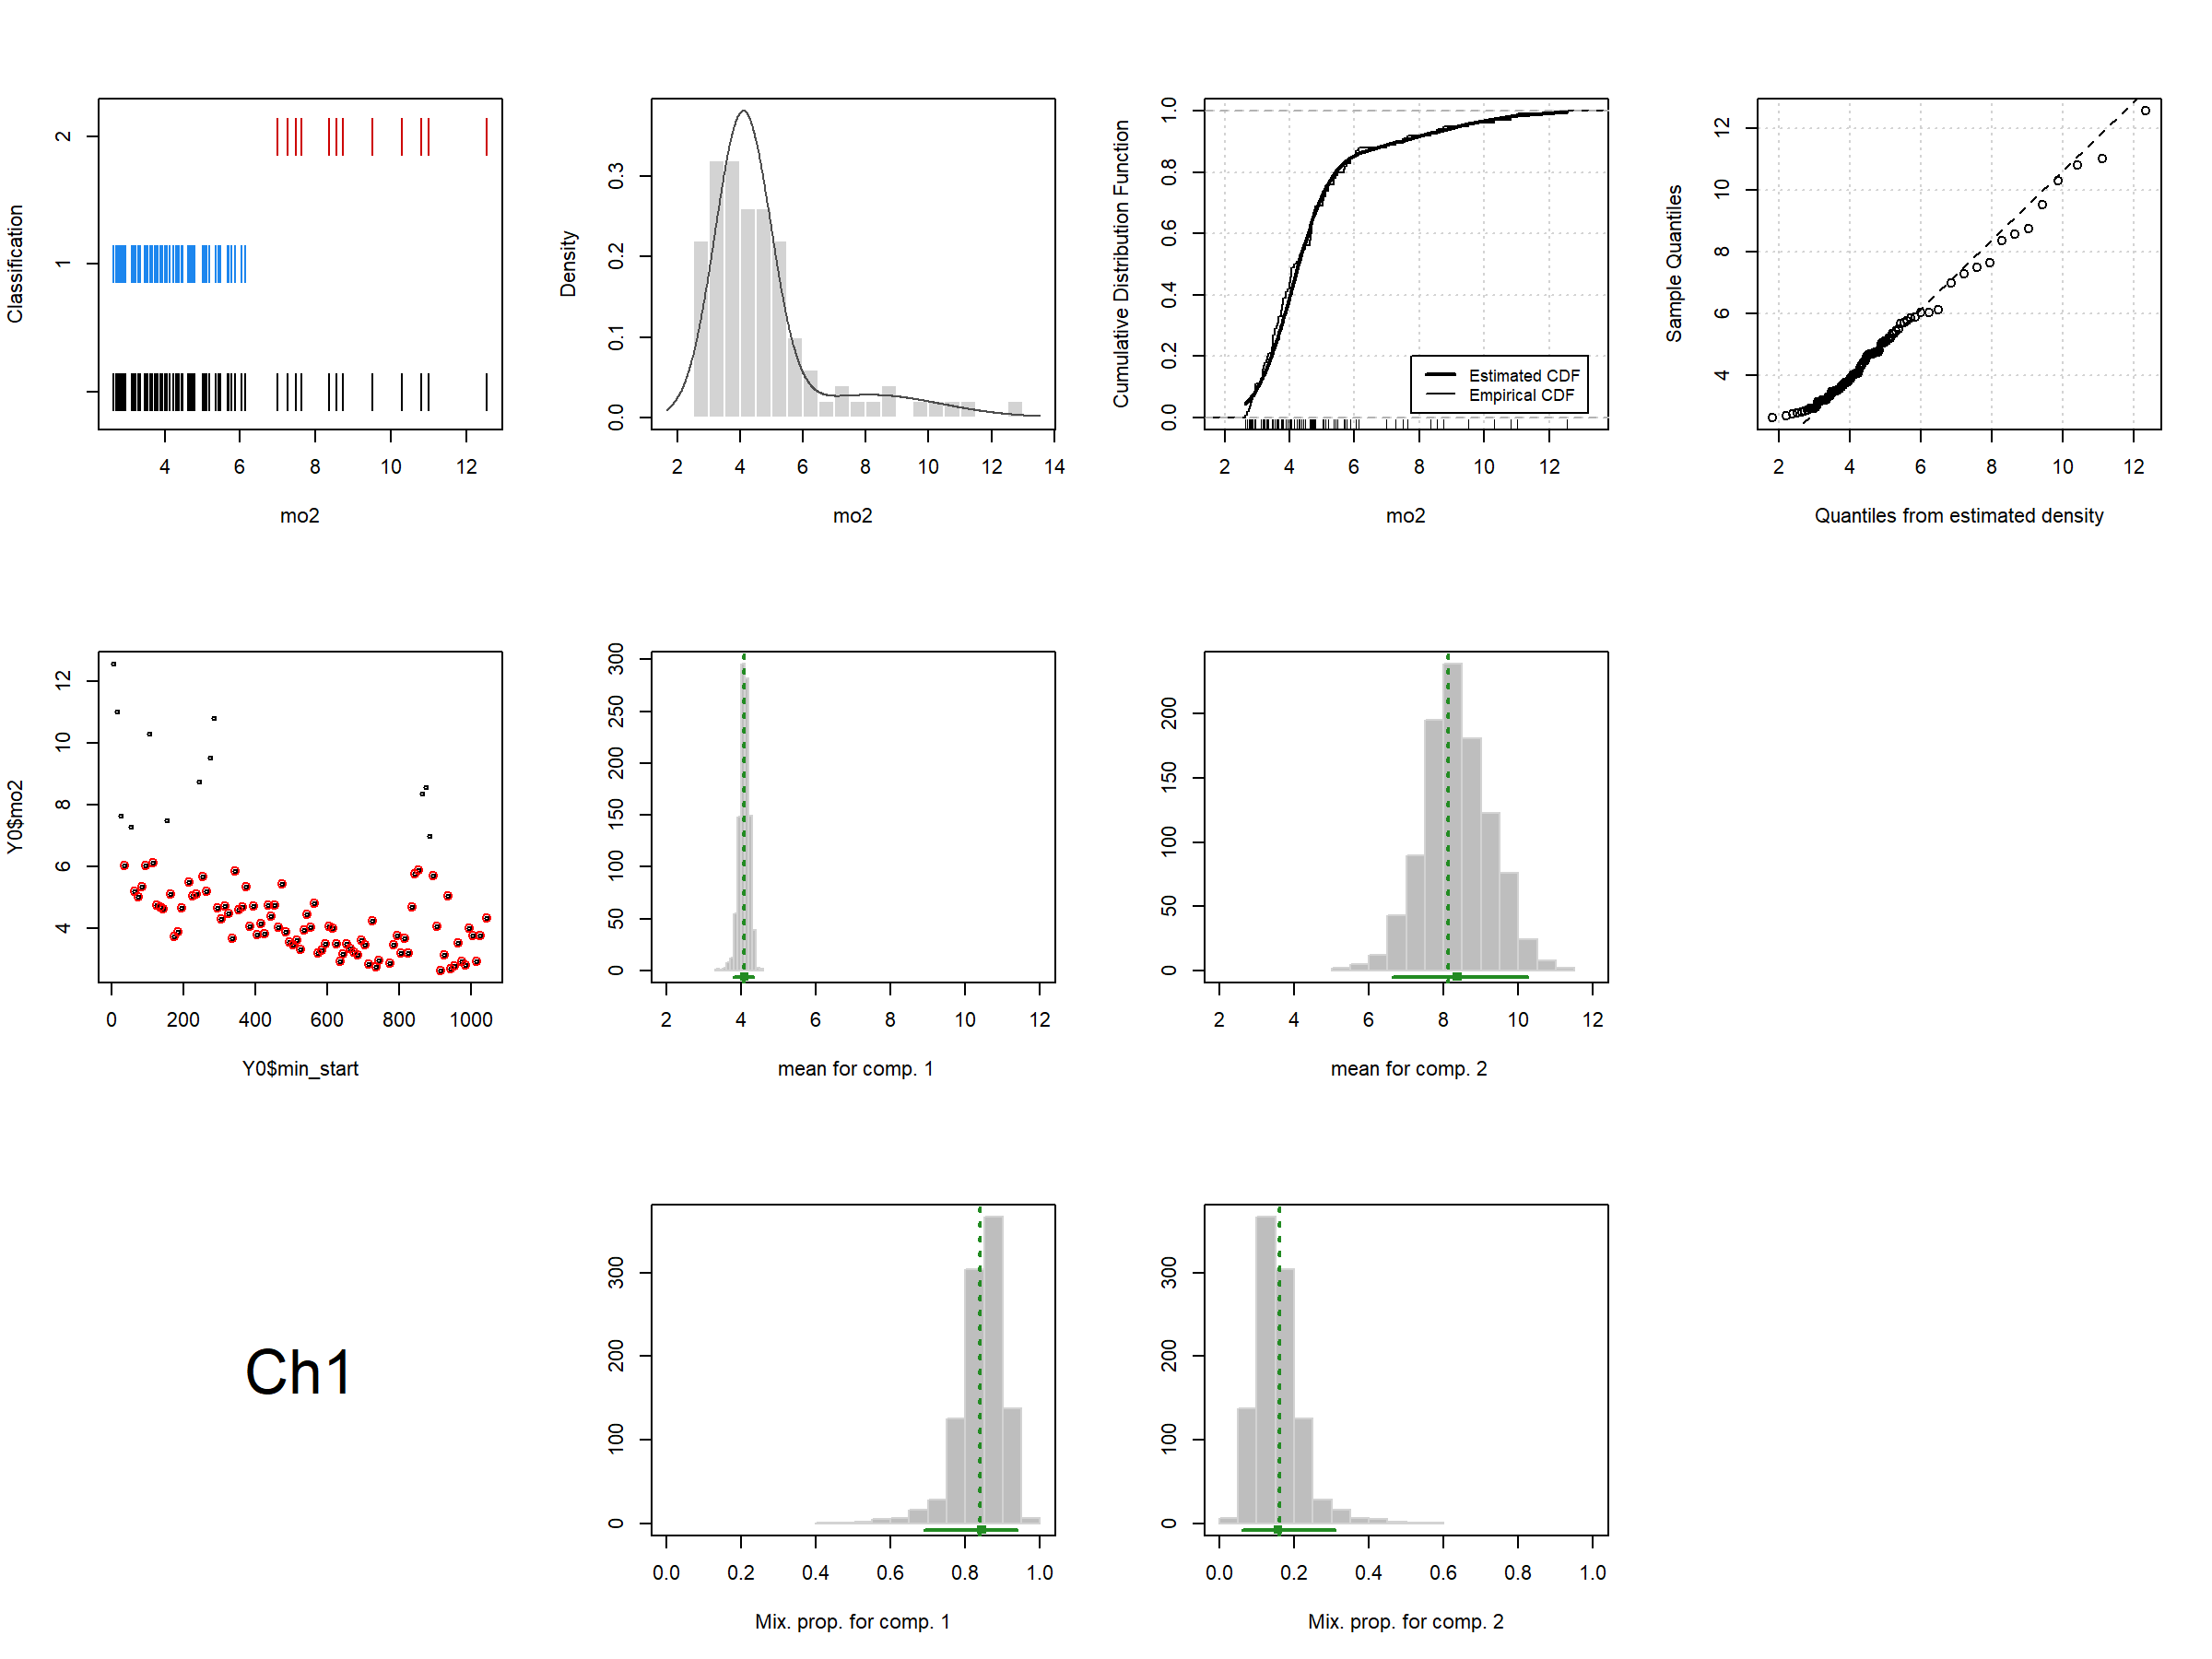 Classification
2
1
4 6 8 10 12
mo2
Density
0.0 0.1 0.2 0.3
2 4 6 8 10 12 14
mo2
Cumulative Distribution Function
0.0 0.2 0.4 0.6 0.8 1.0
Estimated CDF
Empirical CDF
2 4 6 8 10 12
mo2
Sample Quantiles
4 6 8 10 12
2 4 6 8 10 12
Quantiles from estimated density
Y0$mo2
4 6 8 10 12
0 200 400 600 800 1000
Y0$min_start
0 50 100 150 200 250 300
2 4 6 8 10 12
mean for comp. 1
0 50 100 150 200
2 4 6 8 10 12
mean for comp. 2
Ch1
0 100 200 300
0.0 0.2 0.4 0.6 0.8 1.0
Mix. prop. for comp. 1
0 100 200 300
0.0 0.2 0.4 0.6 0.8 1.0
Mix. prop. for comp. 2